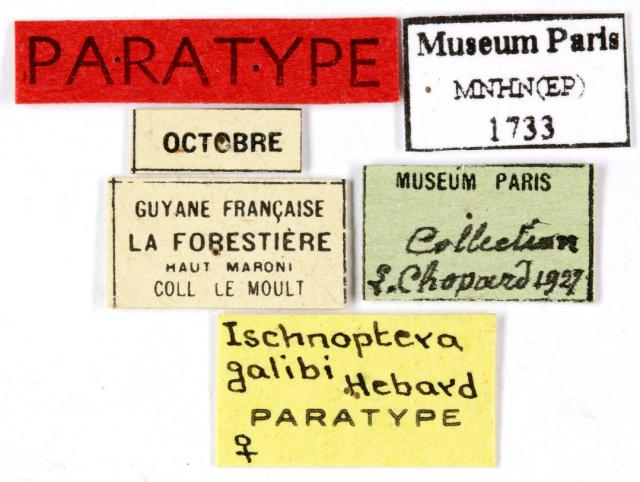 PARATYPE
Museum Paris
MNHN(EP)
1733
OCTOBRE
GUYANE FRANÇAISE
LA FORESTIÈRE
HAUT MARONI
COLL LE MOULT
MUSEUM PARIS
Collection
L. Chopard 1927
Ischnoptera
galibi Hebard
PARATYPE
♀